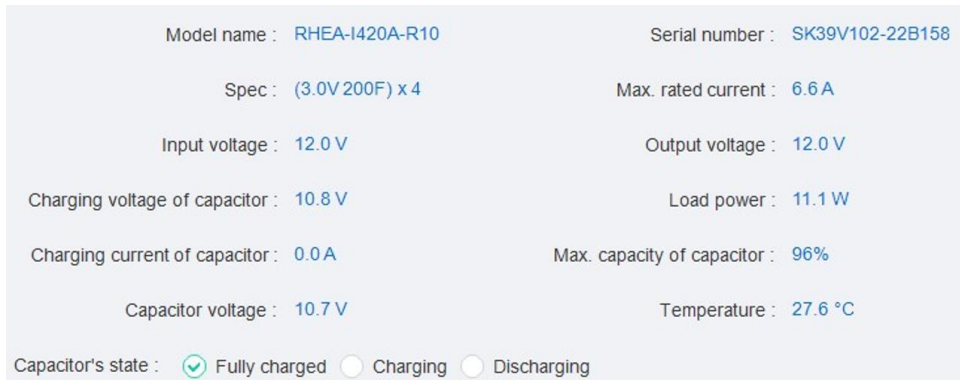 Model name : RHEA-I420A-R10 Serial number : SK39V102-22B158
Spec : (3.0V 200F) x 4 Max. rated current : 6.6 A
Input voltage : 12.0 V Output voltage : 12.0 V
Charging voltage of capacitor : 10.8 V Load power : 11.1 W
Charging current of capacitor : 0.0 A Max. capacity of capacitor : 96%
Capacitor voltage : 10.7 V Temperature : 27.6 °C
Capacitor's state : Fully charged Charging Discharging